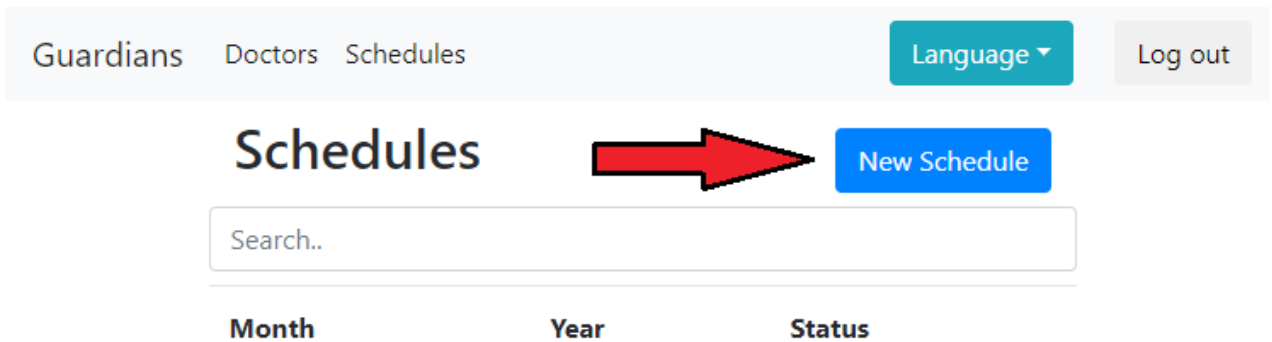 Guardians Doctors Schedules Language Log out
Schedules New Schedule
Search..
Month Year Status